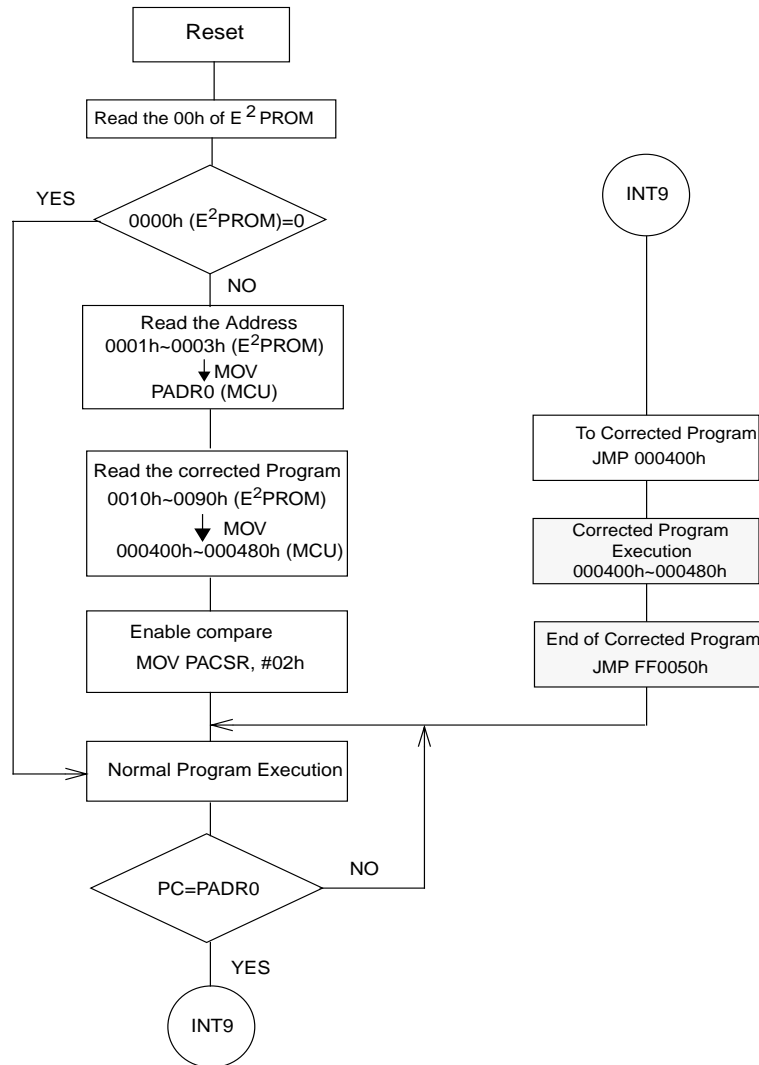 Reset
Read the 00h of E2 PROM
YES
0000h (E2PROM)=0
NO
Read the Address
0001h~0003h (E2PROM)
MOV
PADR0 (MCU)
Read the corrected Program
0010h~0090h (E2PROM)
MOV
000400h~000480h (MCU)
Enable compare
MOV PACSR, #02h
Normal Program Execution
PC=PADR0
NO
YES
INT9
INT9
To Corrected Program
JMP 000400h
Corrected Program
Execution
000400h~000480h
End of Corrected Program
JMP FF0050h